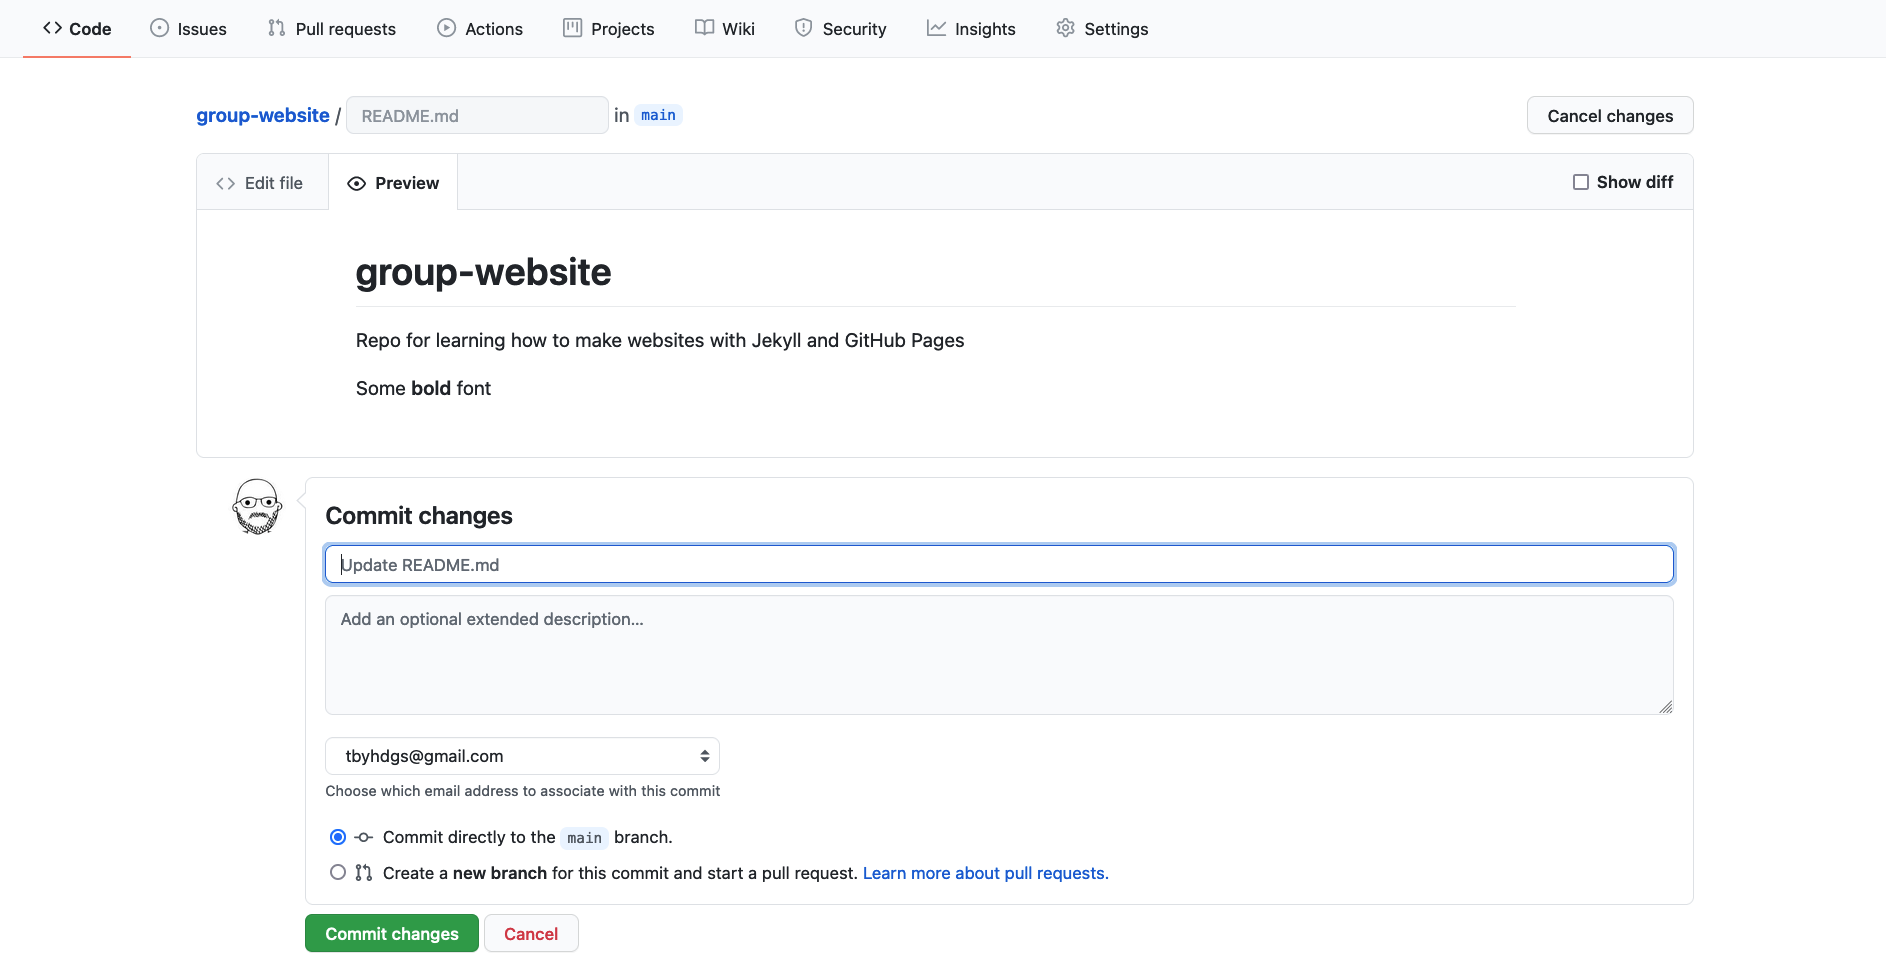 Code Issues Pull requests Actions Projects Wiki Security Insights Settings
group-website / README.md in main Cancel changes
Edit file Preview Show diff
group-website
Repo for learning how to make websites with Jekyll and GitHub Pages
Some bold font
Commit changes
Update README.md
Add an optional extended description...
tbyhdgs@gmail.com
Choose which email address to associate with this commit
Commit directly to the main branch.
Create a new branch for this commit and start a pull request. Learn more about pull requests.
Commit changes Cancel